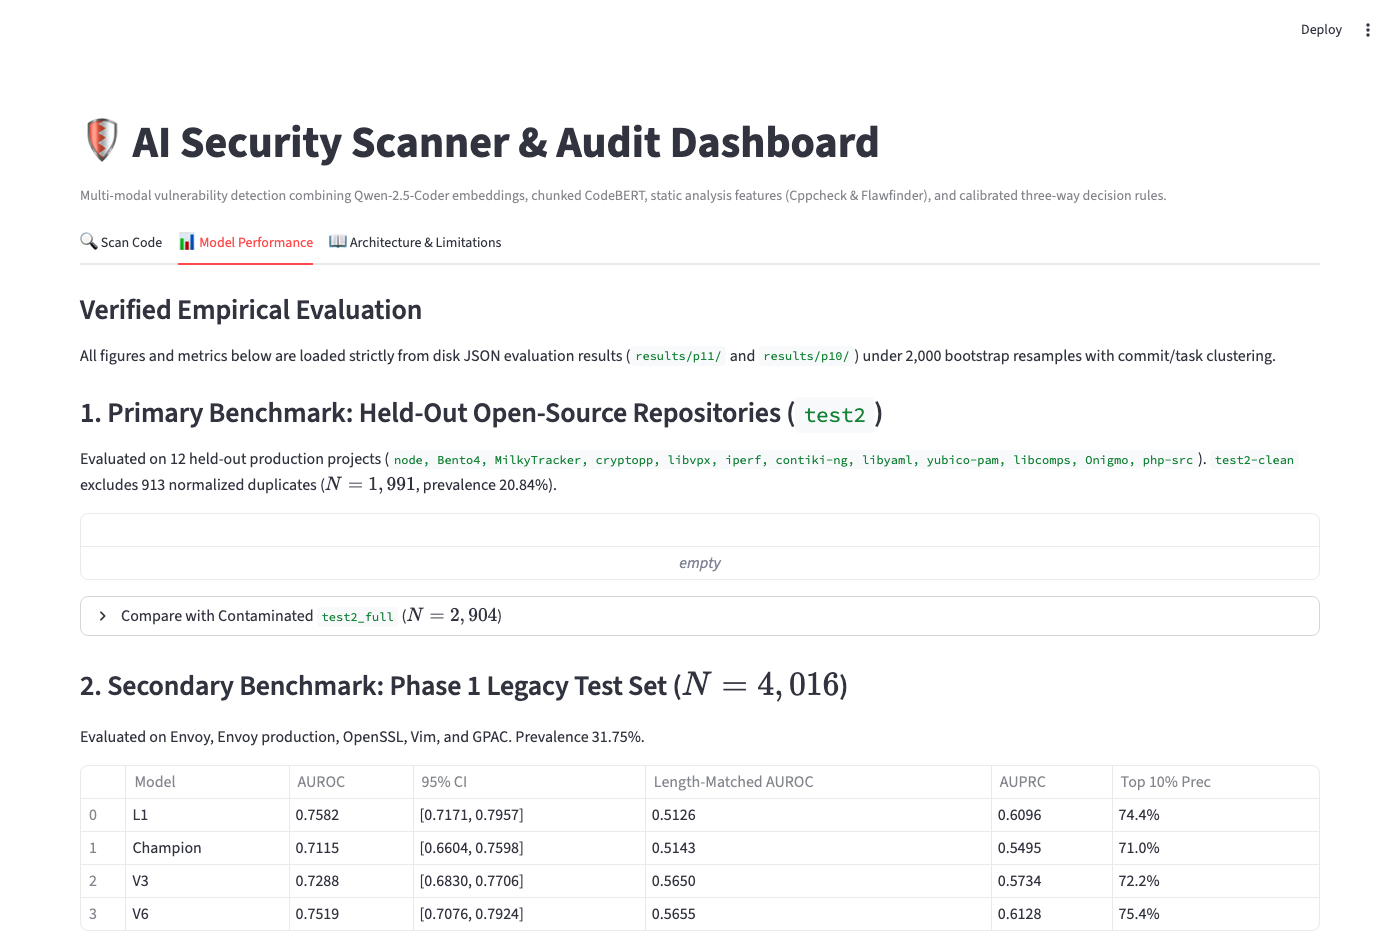 Deploy
AI Security Scanner & Audit Dashboard
Multi-modal vulnerability detection combining Qwen-2.5-Coder embeddings, chunked CodeBERT, static analysis features (Cppcheck & Flawfinder), and calibrated three-way decision rules.
Scan Code Model Performance Architecture & Limitations
Verified Empirical Evaluation
All figures and metrics below are loaded strictly from disk JSON evaluation results ( results/p11/ and results/p10/ ) under 2,000 bootstrap resamples with commit/task clustering.
1. Primary Benchmark: Held-Out Open-Source Repositories ( test2 )
Evaluated on 12 held-out production projects ( node, Bento4, MilkyTracker, cryptopp, libvpx, iperf, contiki-ng, libyaml, yubico-pam, libcomps, Onigmo, php-src ). test2-clean
excludes 913 normalized duplicates (N = 1,991, prevalence 20.84%).
empty
Compare with Contaminated test2_full (N = 2,904)
2. Secondary Benchmark: Phase 1 Legacy Test Set (N = 4,016)
Evaluated on Envoy, Envoy production, OpenSSL, Vim, and GPAC. Prevalence 31.75%.
Model AUROC 95% CI Length-Matched AUROC AUPRC Top 10% Prec
0 L1 0.7582 [0.7171, 0.7957] 0.5126 0.6096 74.4%
1 Champion 0.7115 [0.6604, 0.7598] 0.5143 0.5495 71.0%
2 V3 0.7288 [0.6830, 0.7706] 0.5650 0.5734 72.2%
3 V6 0.7519 [0.7076, 0.7924] 0.5655 0.6128 75.4%